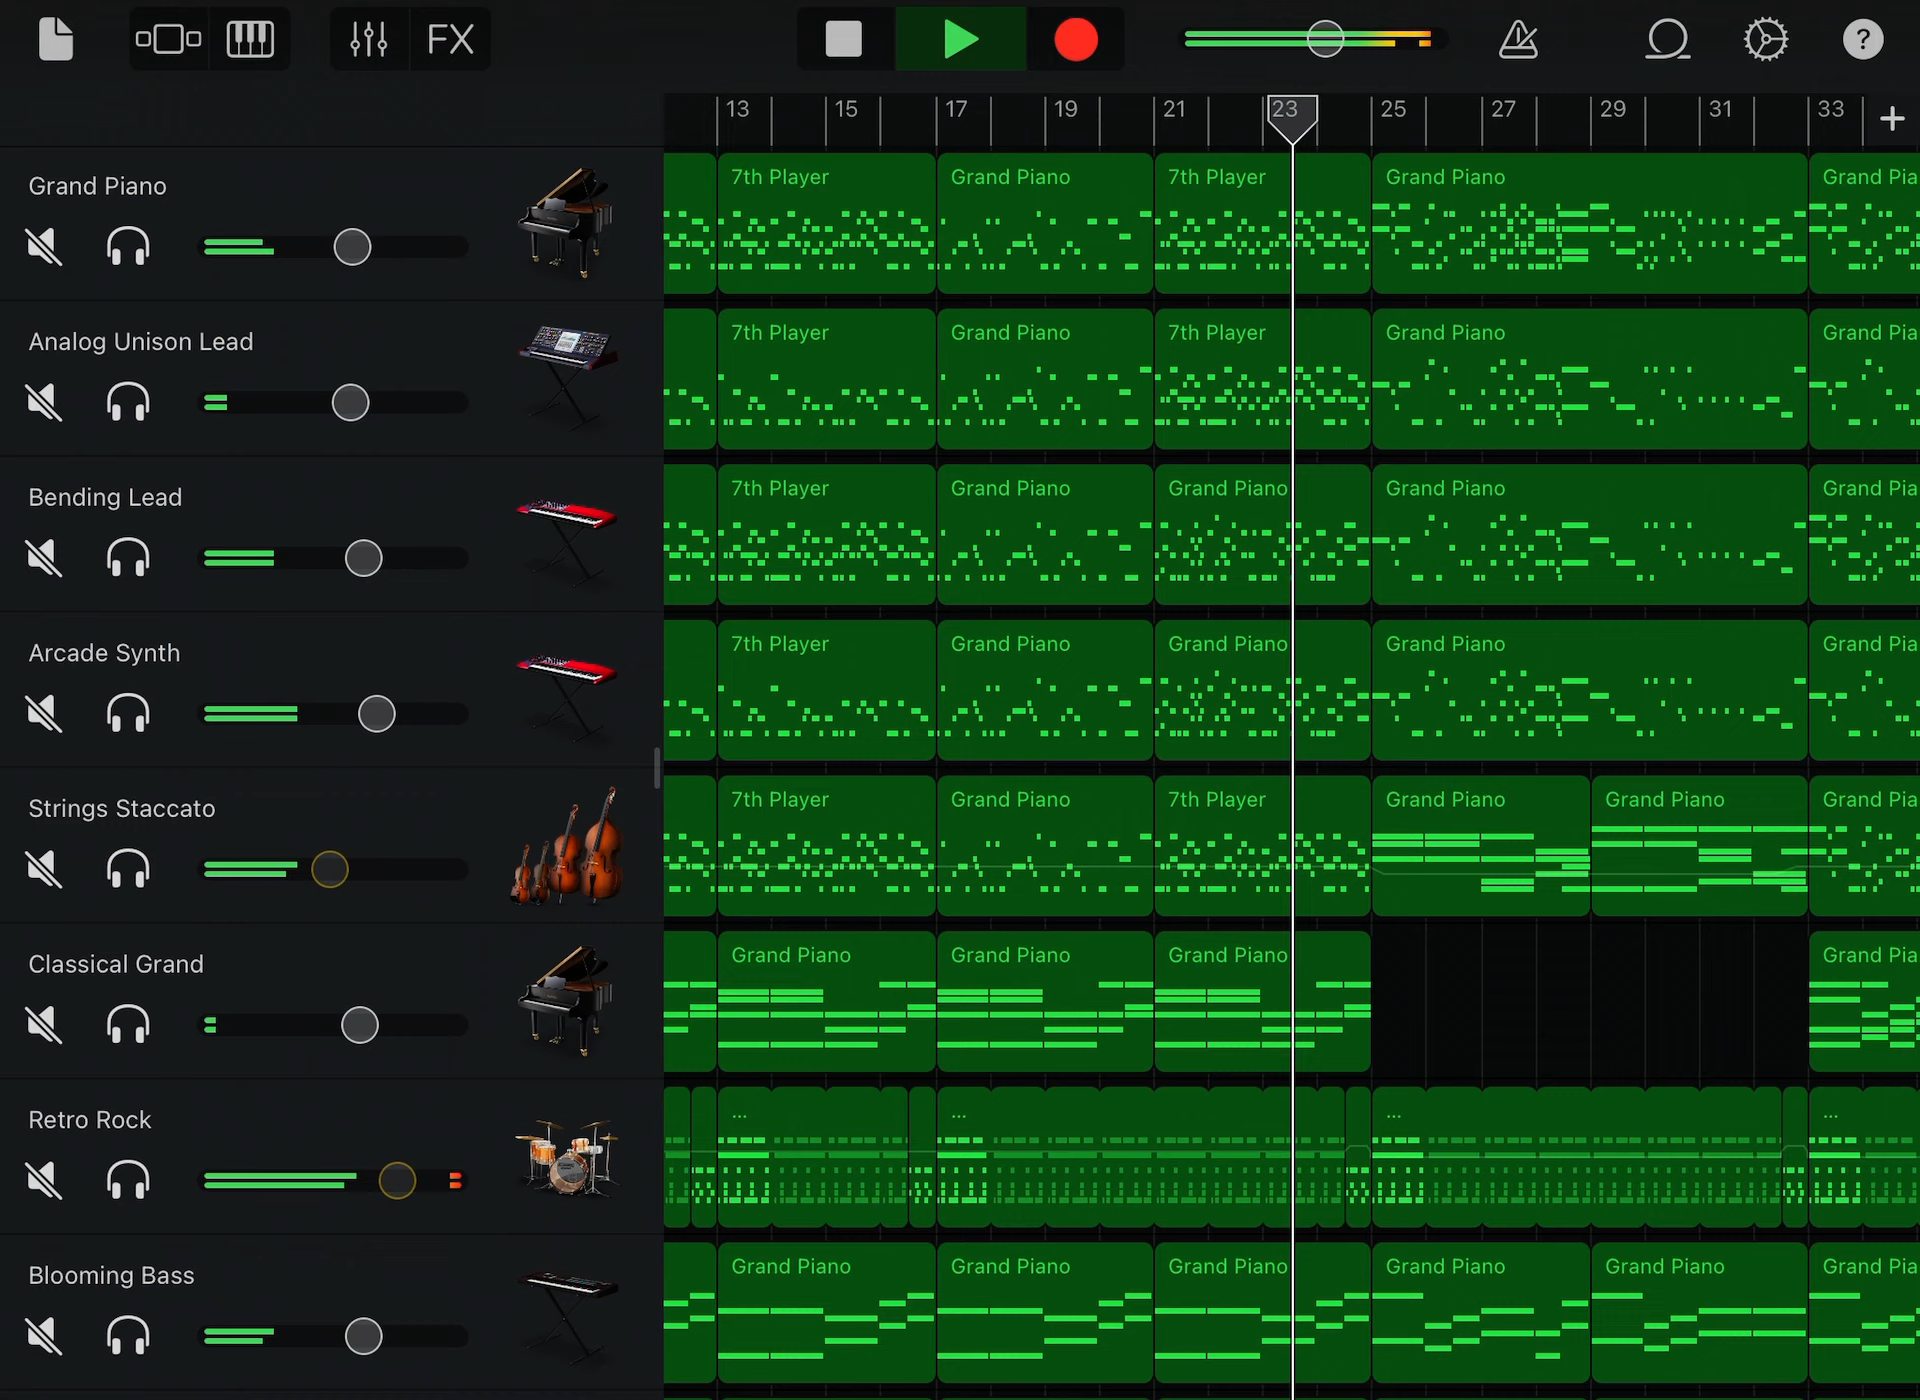 FX
?
13 15 17 19 21 23 25 27 29 31 33 +
Grand Piano
7th Player Grand Piano 7th Player Grand Piano Grand Pia
Analog Unison Lead
7th Player Grand Piano 7th Player Grand Piano Grand Pia
Bending Lead
7th Player Grand Piano Grand Piano Grand Piano Grand Pia
Arcade Synth
7th Player Grand Piano Grand Piano Grand Piano Grand Pia
Strings Staccato
7th Player Grand Piano 7th Player Grand Piano Grand Piano Grand Pia
Classical Grand
Grand Piano Grand Piano Grand Piano Grand Pia
Retro Rock
... ... ... ...
Blooming Bass
Grand Piano Grand Piano Grand Piano Grand Piano Grand Piano Grand Pia